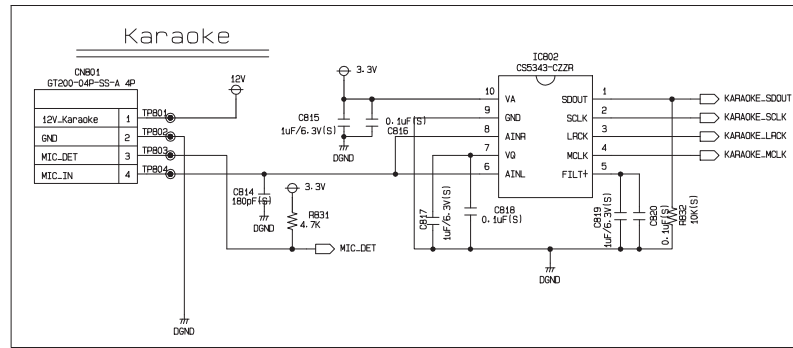 Karaoke
CN801
GT200-04P-SS-A 4P
12V_Karaoke 1 TP801
GND 2 TP802
MIC_DET 3 TP803
MIC_IN 4 TP804
12V
C814
180pF(S)
DGND
3.3V
R831
4.7K
MIC_DET
DGND
3.3V
C815
1uF/6.3V(S)
0.1uF(S)
C816
DGND
IC802
CS5343-CZZR
10 VA SDOUT 1 KARAOKE_SDOUT
9 GND SCLK 2 KARAOKE_SCLK
8 AINR LRCK 3 KARAOKE_LRCK
7 VQ MCLK 4 KARAOKE_MCLK
6 AINL FILT+ 5
C817
1uF/6.3V(S)
C818
0.1uF(S)
C819
1uF/6.3V(S)
C820
0.1uF(S)
R832
10K(S)
DGND